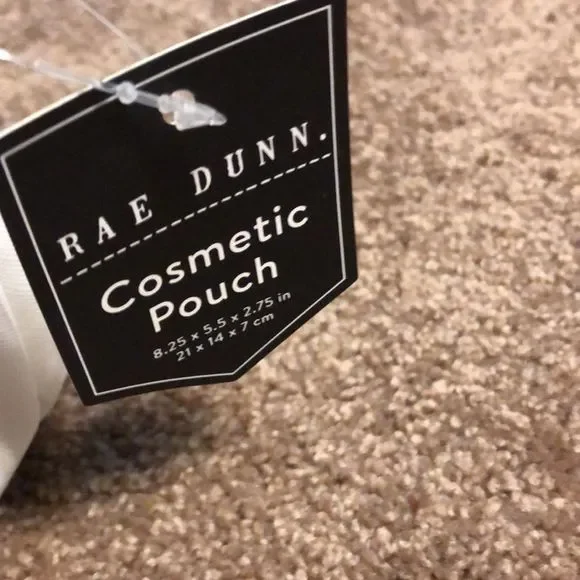 RAE DUNN.
Cosmetic
Pouch
8.25 x 5.5 x 2.75 in
21 x 14 x 7 cm